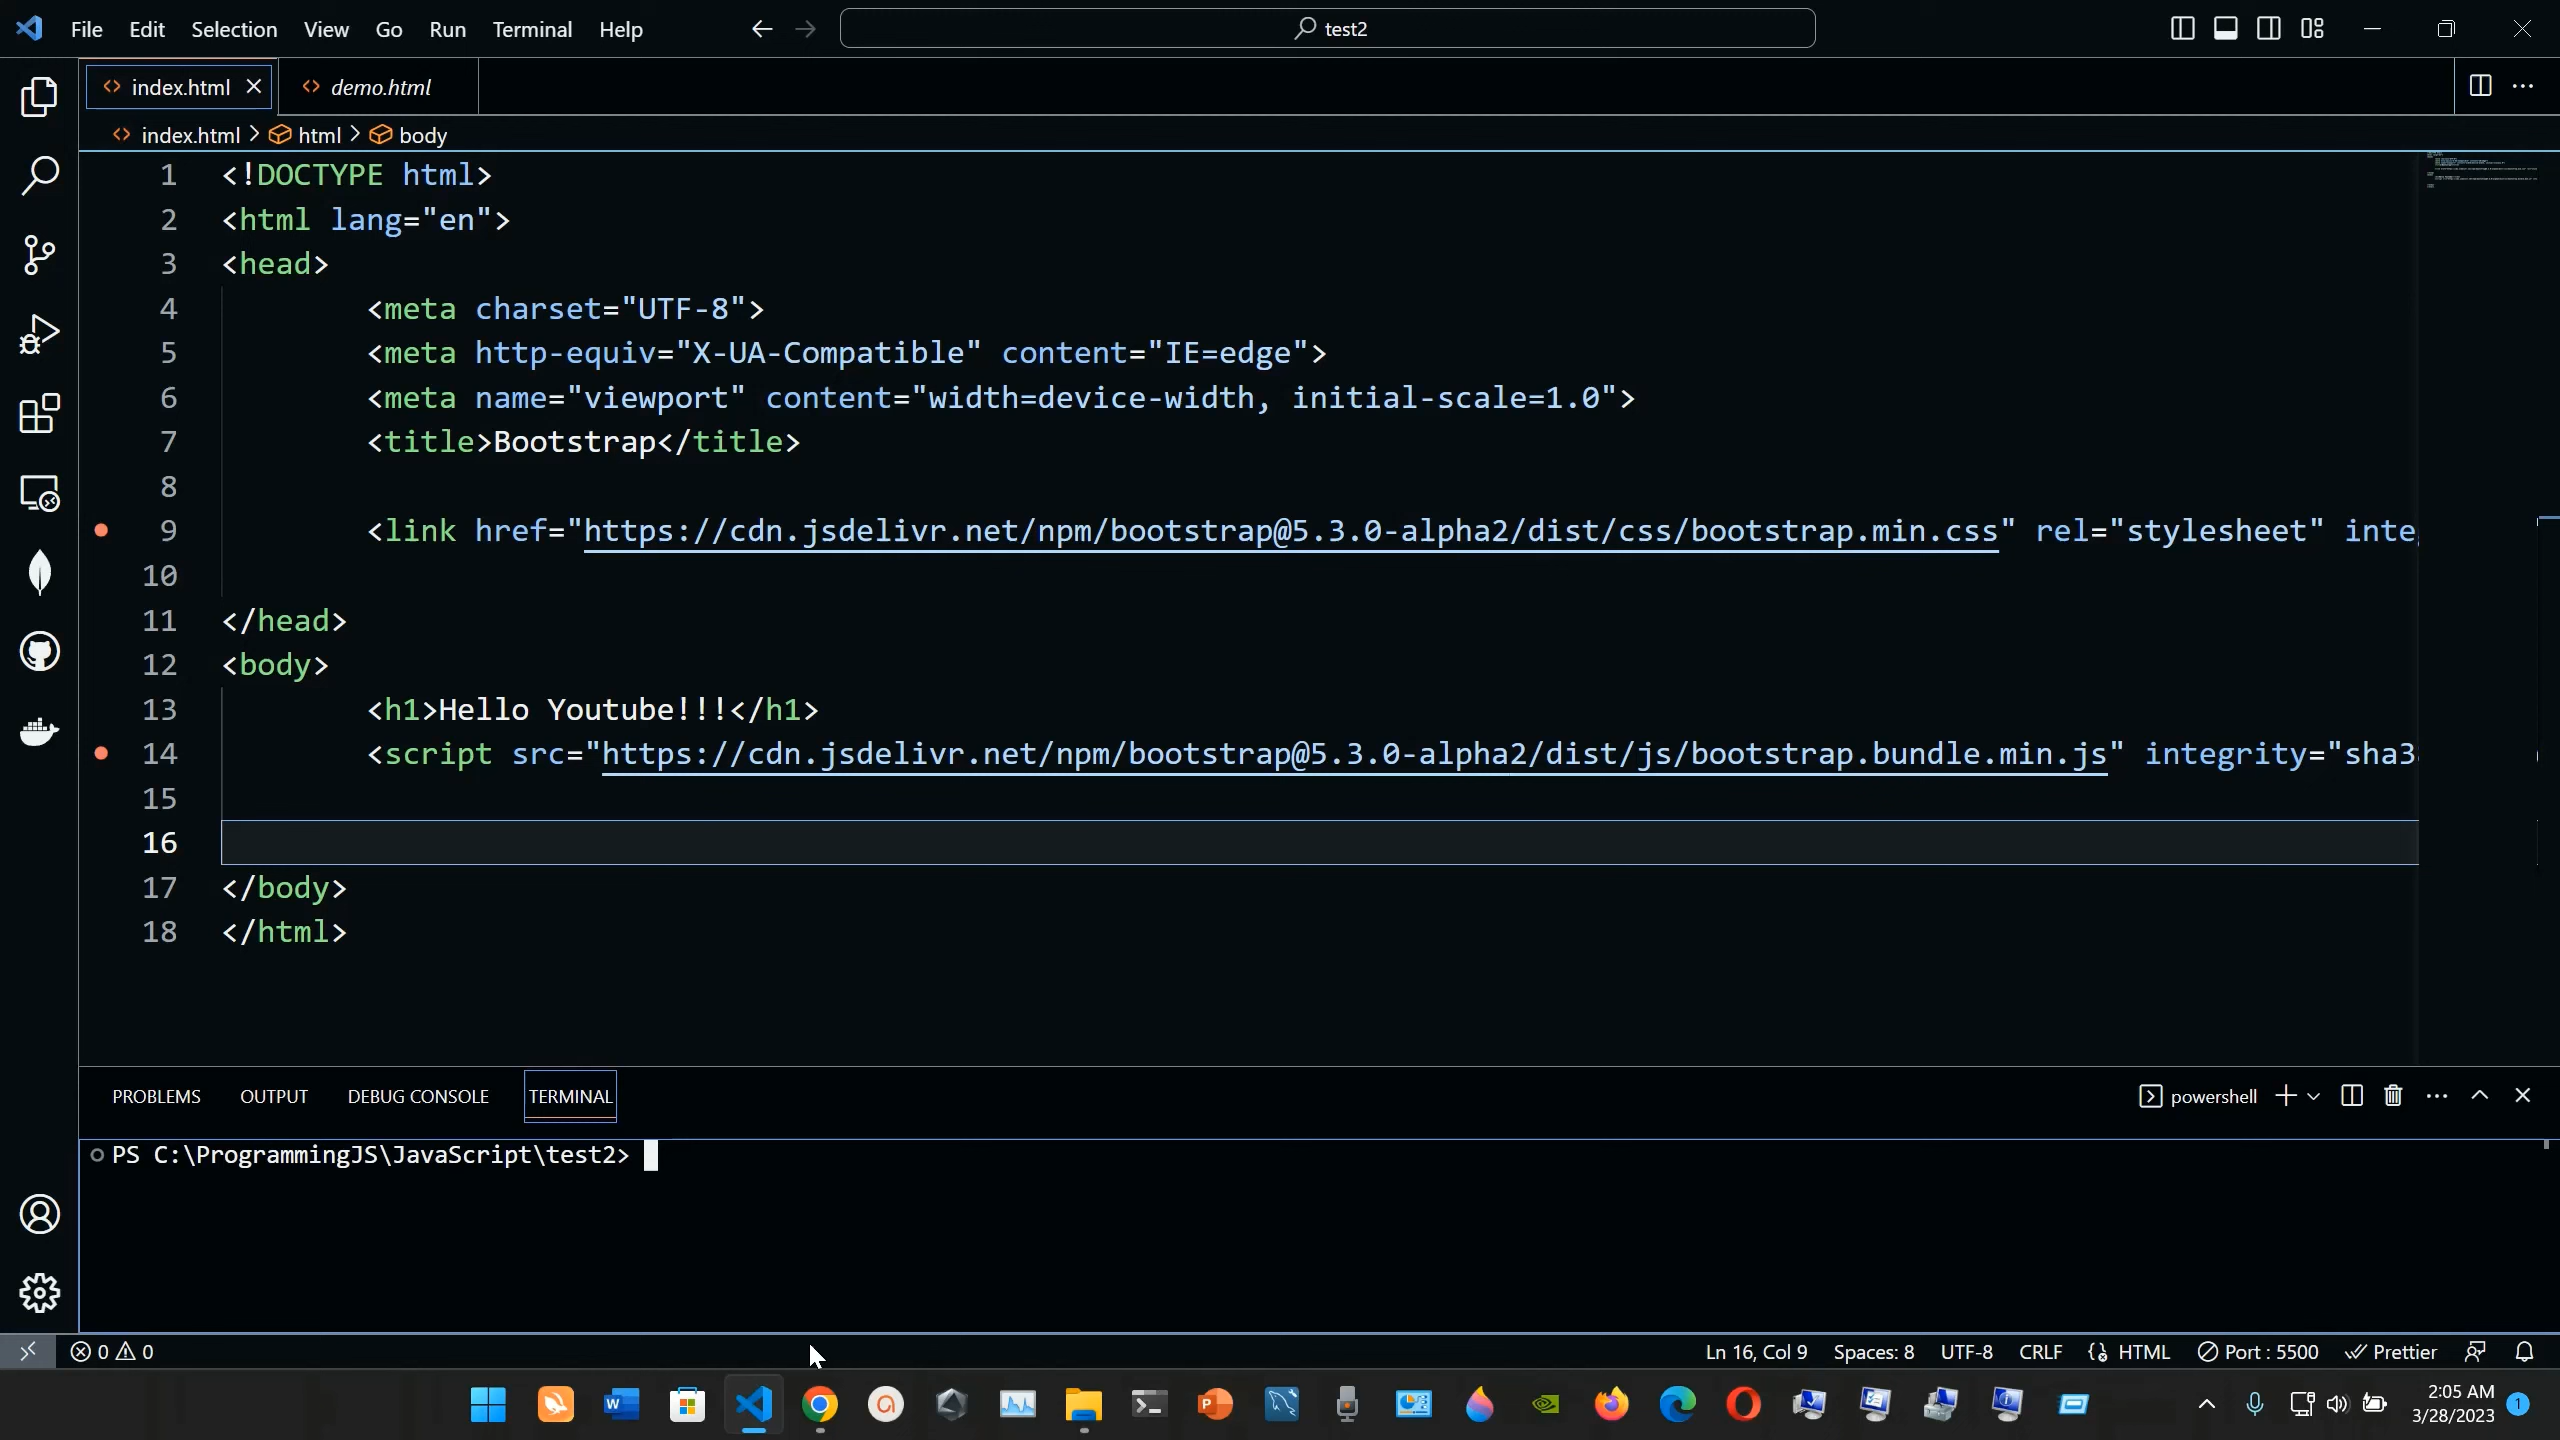 File Edit Selection View Go Run Terminal Help test2
index.html demo.html
index.html > html > body
1 <!DOCTYPE html>
2 <html lang="en">
3 <head>
4 <meta charset="UTF-8">
5 <meta http-equiv="X-UA-Compatible" content="IE=edge">
6 <meta name="viewport" content="width=device-width, initial-scale=1.0">
7 <title>Bootstrap</title>
8
9 <link href="https://cdn.jsdelivr.net/npm/bootstrap@5.3.0-alpha2/dist/css/bootstrap.min.css" rel="stylesheet" inte
10
11 </head>
12 <body>
13 <h1>Hello Youtube!!!</h1>
14 <script src="https://cdn.jsdelivr.net/npm/bootstrap@5.3.0-alpha2/dist/js/bootstrap.bundle.min.js" integrity="sha3
15
16
17 </body>
18 </html>
PROBLEMS OUTPUT DEBUG CONSOLE TERMINAL powershell
PS C:\ProgrammingJS\JavaScript\test2>
0 0 Ln 16, Col 9 Spaces: 8 UTF-8 CRLF HTML Port : 5500 Prettier
2:05 AM
3/28/2023 1